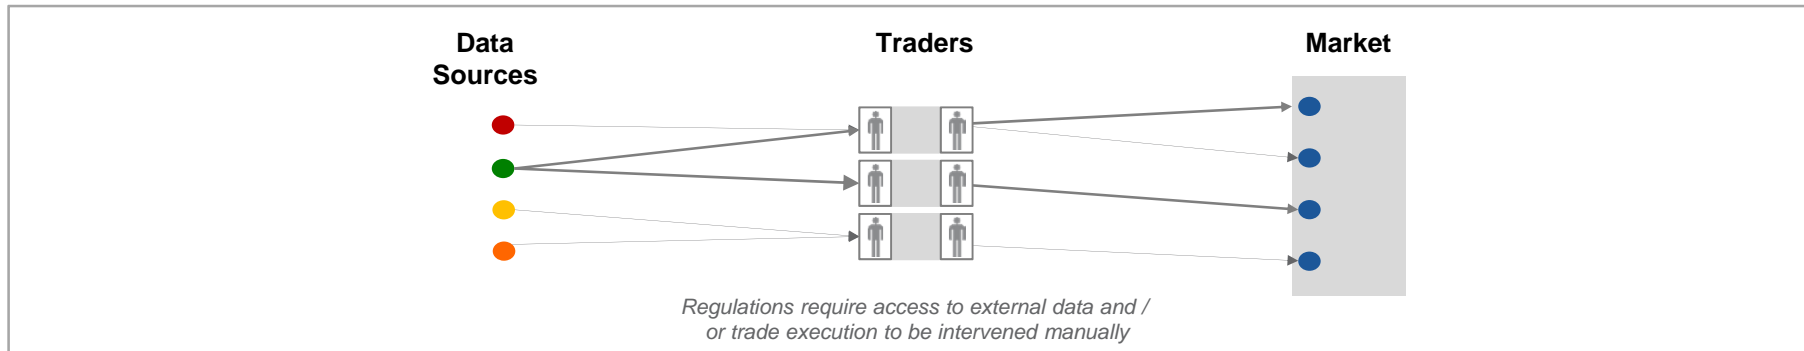 Data
Sources
Traders
Market
Regulations require access to external data and /
or trade execution to be intervened manually